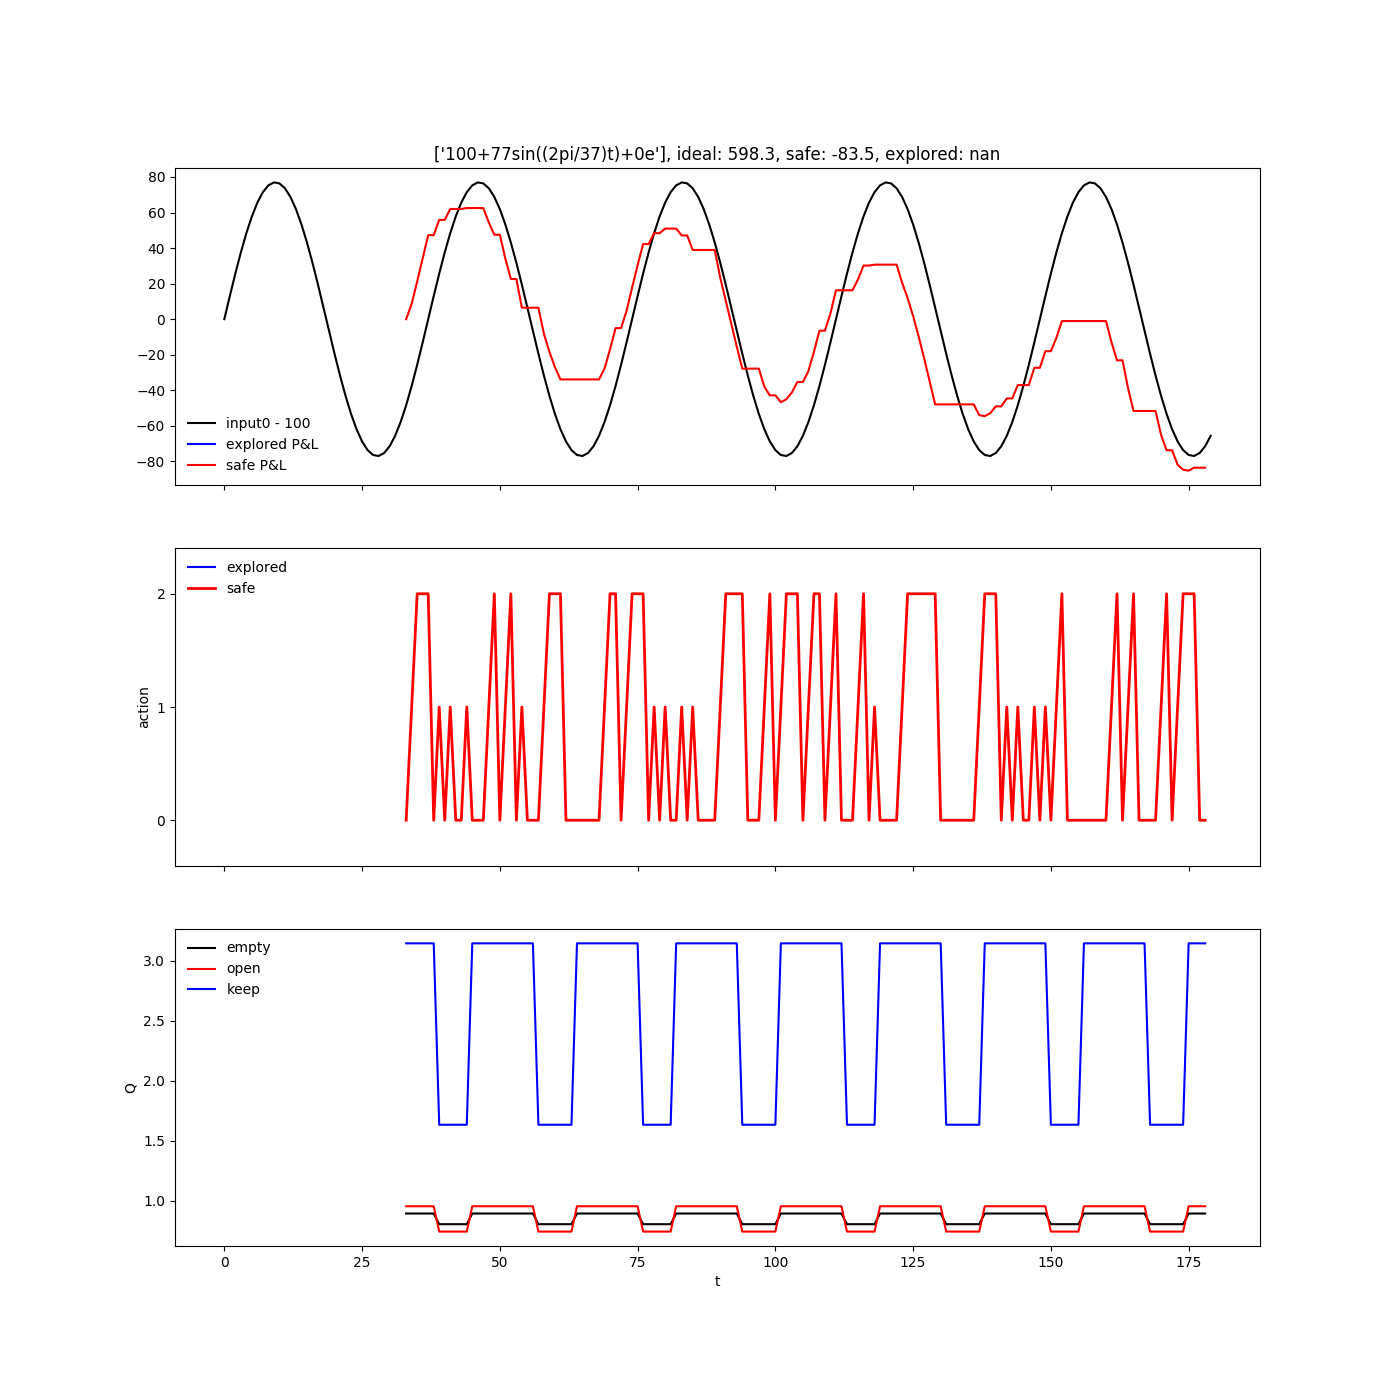 ['100+77sin((2pi/37)t)+0e'], ideal: 598.3, safe: -83.5, explored: nan
80
60
40
20
0
−20
−40
−60
−80
input0 - 100
explored P&L
safe P&L
explored
safe
2
1
0
action
empty
open
keep
3.0
2.5
2.0
1.5
1.0
Q
0 25 50 75 100 125 150 175
t